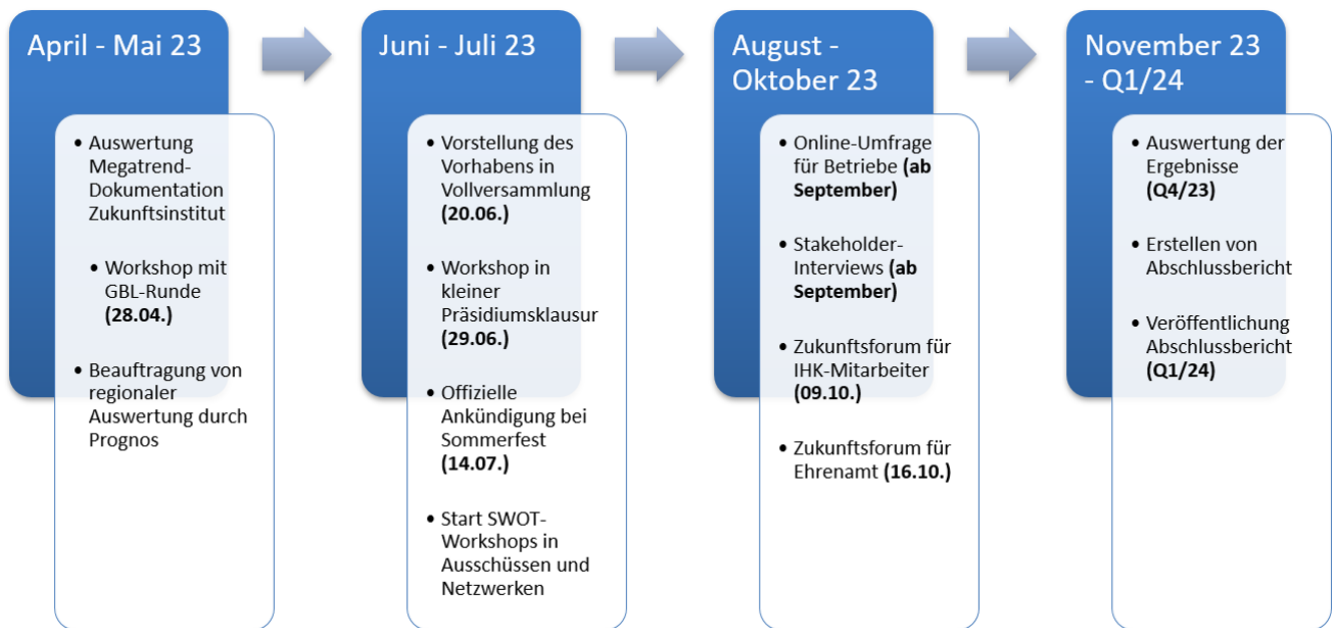 April - Mai 23
• Auswertung
Megatrend-
Dokumentation
Zukunftsinstitut
• Workshop mit
GBL-Runde
(28.04.)
• Beauftragung von
regionaler
Auswertung durch
Prognos
Juni - Juli 23
• Vorstellung des
Vorhabens in
Vollversammlung
(20.06.)
• Workshop in
kleiner
Präsidiumsklausur
(29.06.)
• Offizielle
Ankündigung bei
Sommerfest
(14.07.)
• Start SWOT-
Workshops in
Ausschüssen und
Netzwerken
August -
Oktober 23
• Online-Umfrage
für Betriebe (ab
September)
• Stakeholder-
Interviews (ab
September)
• Zukunftsforum für
IHK-Mitarbeiter
(09.10.)
• Zukunftsforum für
Ehrenamt (16.10.)
November 23
- Q1/24
• Auswertung der
Ergebnisse
(Q4/23)
• Erstellen von
Abschlussbericht
• Veröffentlichung
Abschlussbericht
(Q1/24)